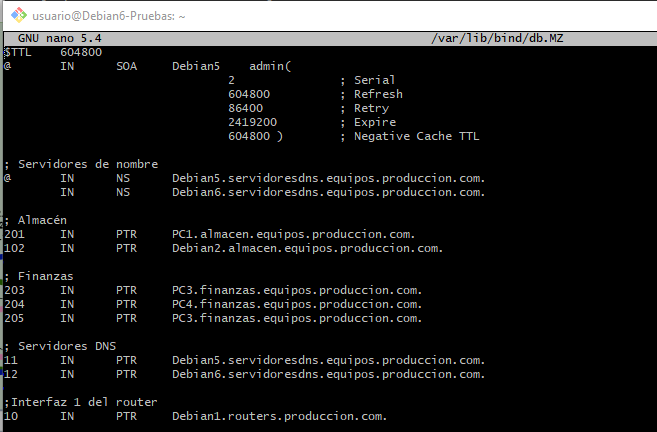 usuario@Debian6-Pruebas: ~
GNU nano 5.4 /var/lib/bind/db.MZ
$TTL 604800
@ IN SOA Debian5 admin(
2 ; Serial
604800 ; Refresh
86400 ; Retry
2419200 ; Expire
604800 ) ; Negative Cache TTL
; Servidores de nombre
@ IN NS Debian5.servidoresdns.equipos.produccion.com.
IN NS Debian6.servidoresdns.equipos.produccion.com.
; Almacén
201 IN PTR PC1.almacen.equipos.produccion.com.
102 IN PTR Debian2.almacen.equipos.produccion.com.
; Finanzas
203 IN PTR PC3.finanzas.equipos.produccion.com.
204 IN PTR PC4.finanzas.equipos.produccion.com.
205 IN PTR PC3.finanzas.equipos.produccion.com.
; Servidores DNS
11 IN PTR Debian5.servidoresdns.equipos.produccion.com.
12 IN PTR Debian6.servidoresdns.equipos.produccion.com.
;Interfaz 1 del router
10 IN PTR Debian1.routers.produccion.com.